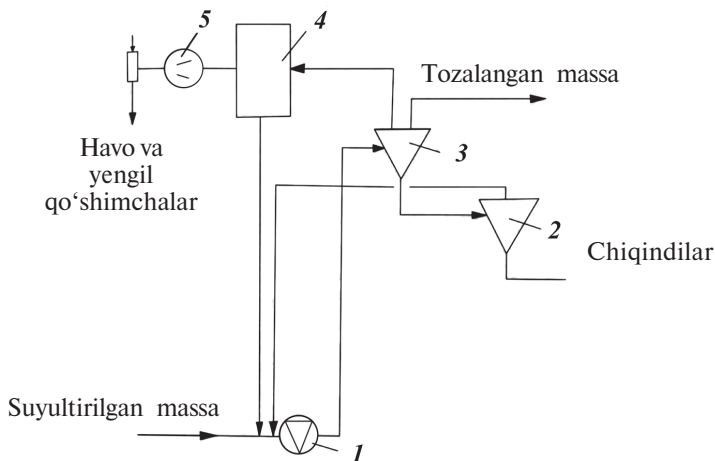 5
4
Tozalangan massa
Havo va
yengil
qo‘shimchalar
3
2
Chiqindilar
Suyultirilgan massa
1